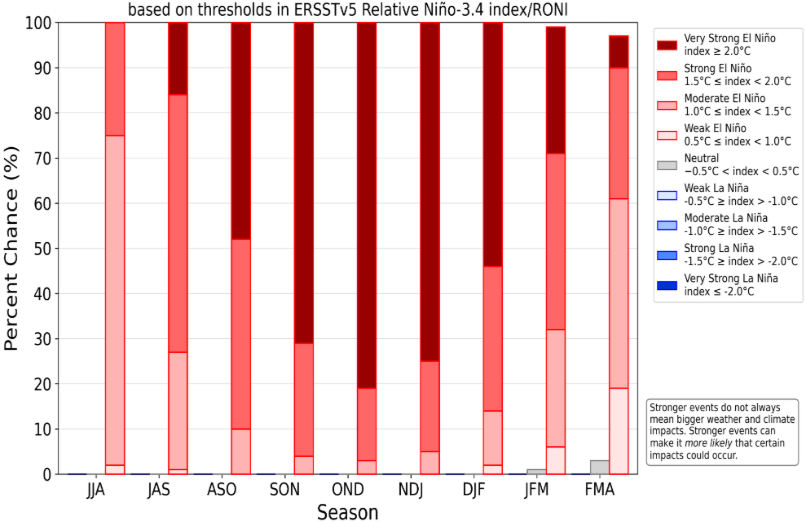 based on thresholds in ERSSTv5 Relative Niño-3.4 index/RONI
Percent Chance (%)
100
90
80
70
60
50
40
30
20
10
0
JJA JAS ASO SON OND NDJ DJF JFM FMA
Season
Very Strong El Niño
index ≥ 2.0°C
Strong El Niño
1.5°C ≤ index < 2.0°C
Moderate El Niño
1.0°C ≤ index < 1.5°C
Weak El Niño
0.5°C ≤ index < 1.0°C
Neutral
−0.5°C < index < 0.5°C
Weak La Niña
-0.5°C ≥ index > -1.0°C
Moderate La Niña
-1.0°C ≥ index > -1.5°C
Strong La Niña
-1.5°C ≥ index > -2.0°C
Very Strong La Niña
index ≤ -2.0°C
Stronger events do not always
mean bigger weather and climate
impacts. Stronger events can
make it more likely that certain
impacts could occur.